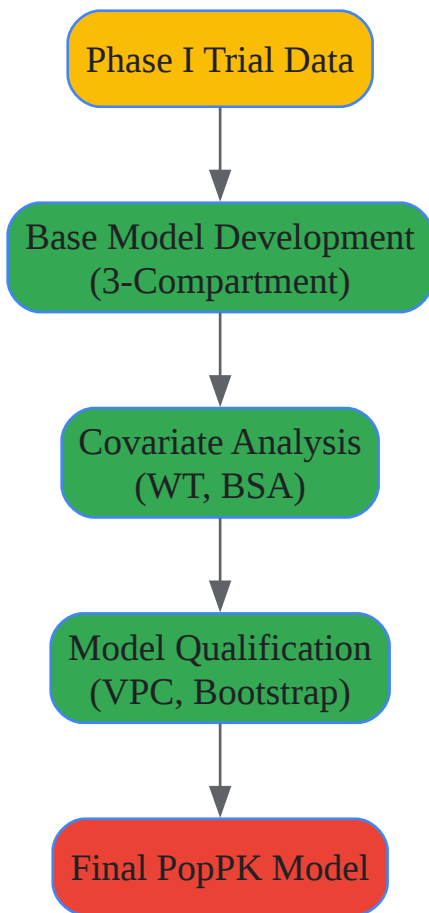 Phase I Trial Data
Base Model Development
(3-Compartment)
Covariate Analysis
(WT, BSA)
Model Qualification
(VPC, Bootstrap)
Final PopPK Model